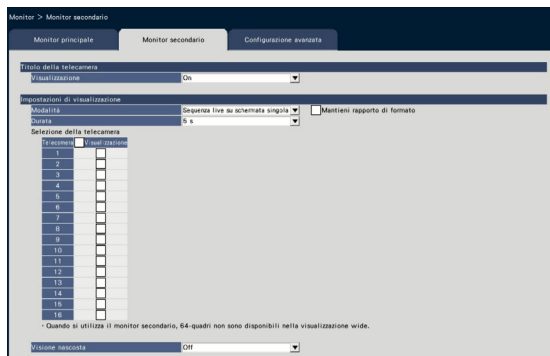 Monitor > Monitor secondario
Monitor principale Monitor secondario Configurazione avanzata
Titolo della telecamera
Visualizzazione On
Impostazioni di visualizzazione
Modalità Sequenza live su schermata singola Mantieni rapporto di formato
Durata 5 s
Selezione della telecamera
Telecamera Visualizzazione
1
2
3
4
5
6
7
8
9
10
11
12
13
14
15
16
・Quando si utilizza il monitor secondario, 64-quadri non sono disponibili nella visualizzazione wide.
Visione nascosta Off